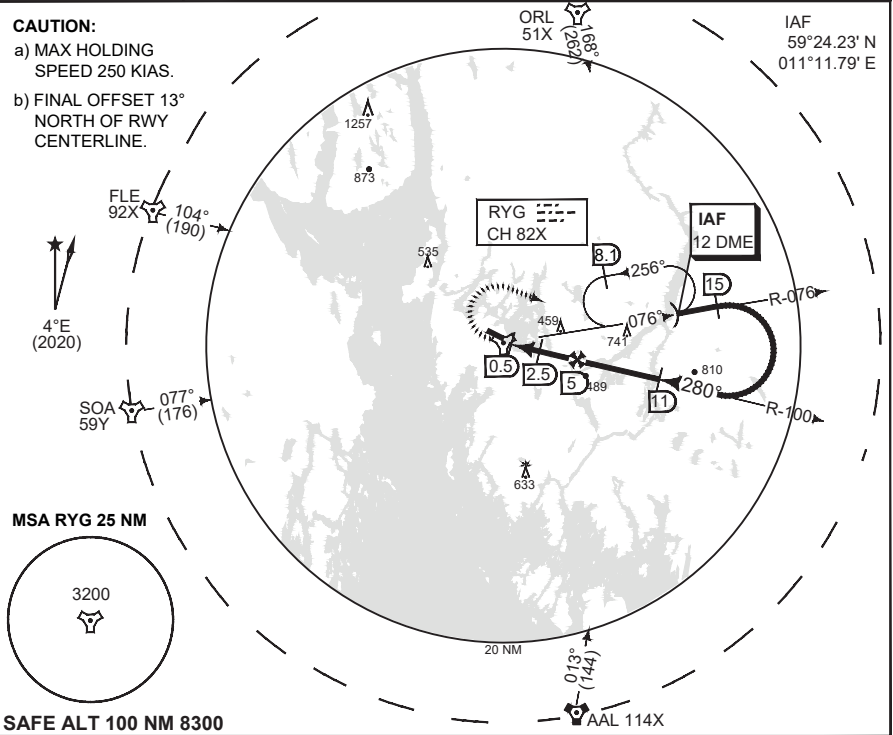 CAUTION:
a) MAX HOLDING
SPEED 250 KIAS.
b) FINAL OFFSET 13°
NORTH OF RWY
CENTERLINE.
ORL
51X
168°
(262)
IAF
59°24.23' N
011°11.79' E
1257
873
FLE
92X
104°
(190)
535
RYG
CH 82X
IAF
12 DME
8.1
256°
15
R-076
4°E
(2020)
459
741
076°
0.5
2.5
5
489
810
280°
11
R-100
SOA
59Y
077°
(176)
633
MSA RYG 25 NM
3200
20 NM
013°
(144)
AAL 114X
SAFE ALT 100 NM 8300